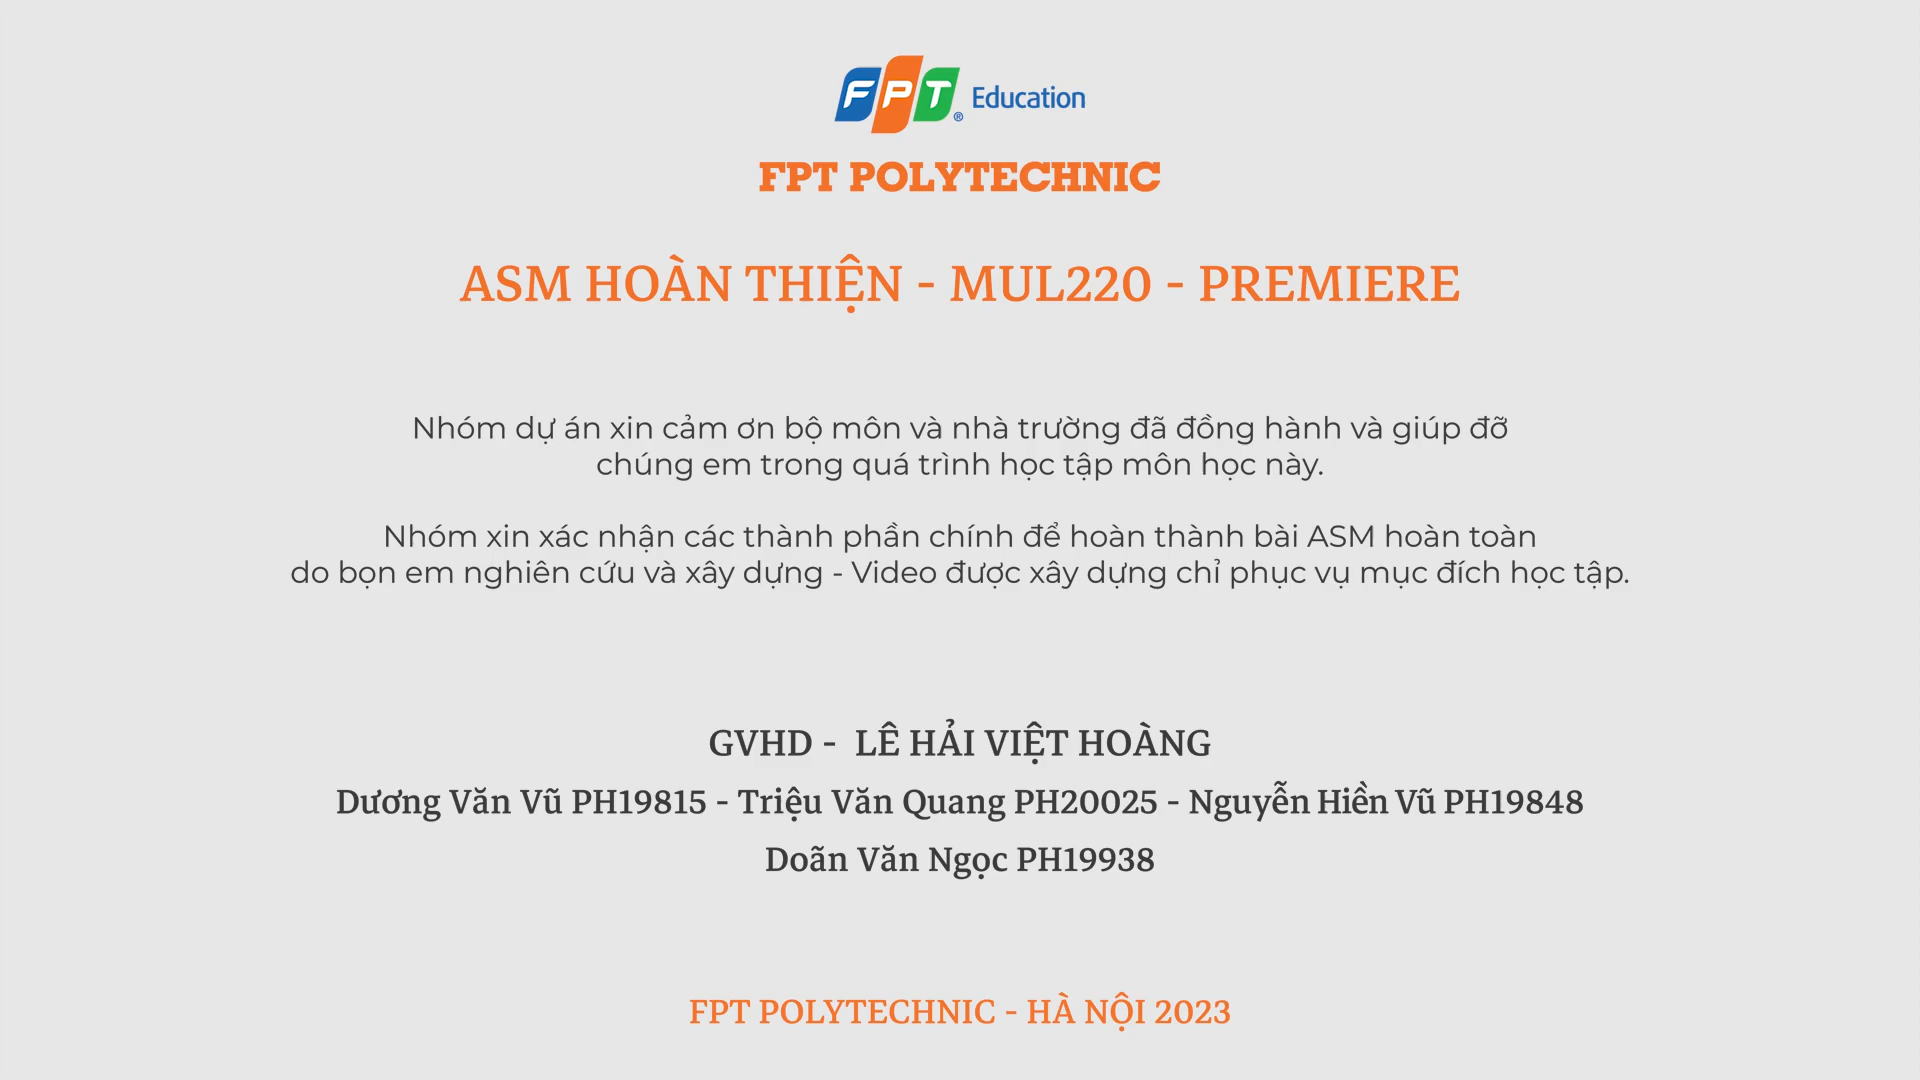 FPT® Education
FPT POLYTECHNIC
ASM HOÀN THIỆN - MUL220 - PREMIERE
Nhóm dự án xin cảm ơn bộ môn và nhà trường đã đồng hành và giúp đỡ
chúng em trong quá trình học tập môn học này.
Nhóm xin xác nhận các thành phần chính để hoàn thành bài ASM hoàn toàn
do bọn em nghiên cứu và xây dựng - Video được xây dựng chỉ phục vụ mục đích học tập.
GVHD - LÊ HẢI VIỆT HOÀNG
Dương Văn Vũ PH19815 - Triệu Văn Quang PH20025 - Nguyễn Hiền Vũ PH19848
Doãn Văn Ngọc PH19938
FPT POLYTECHNIC - HÀ NỘI 2023